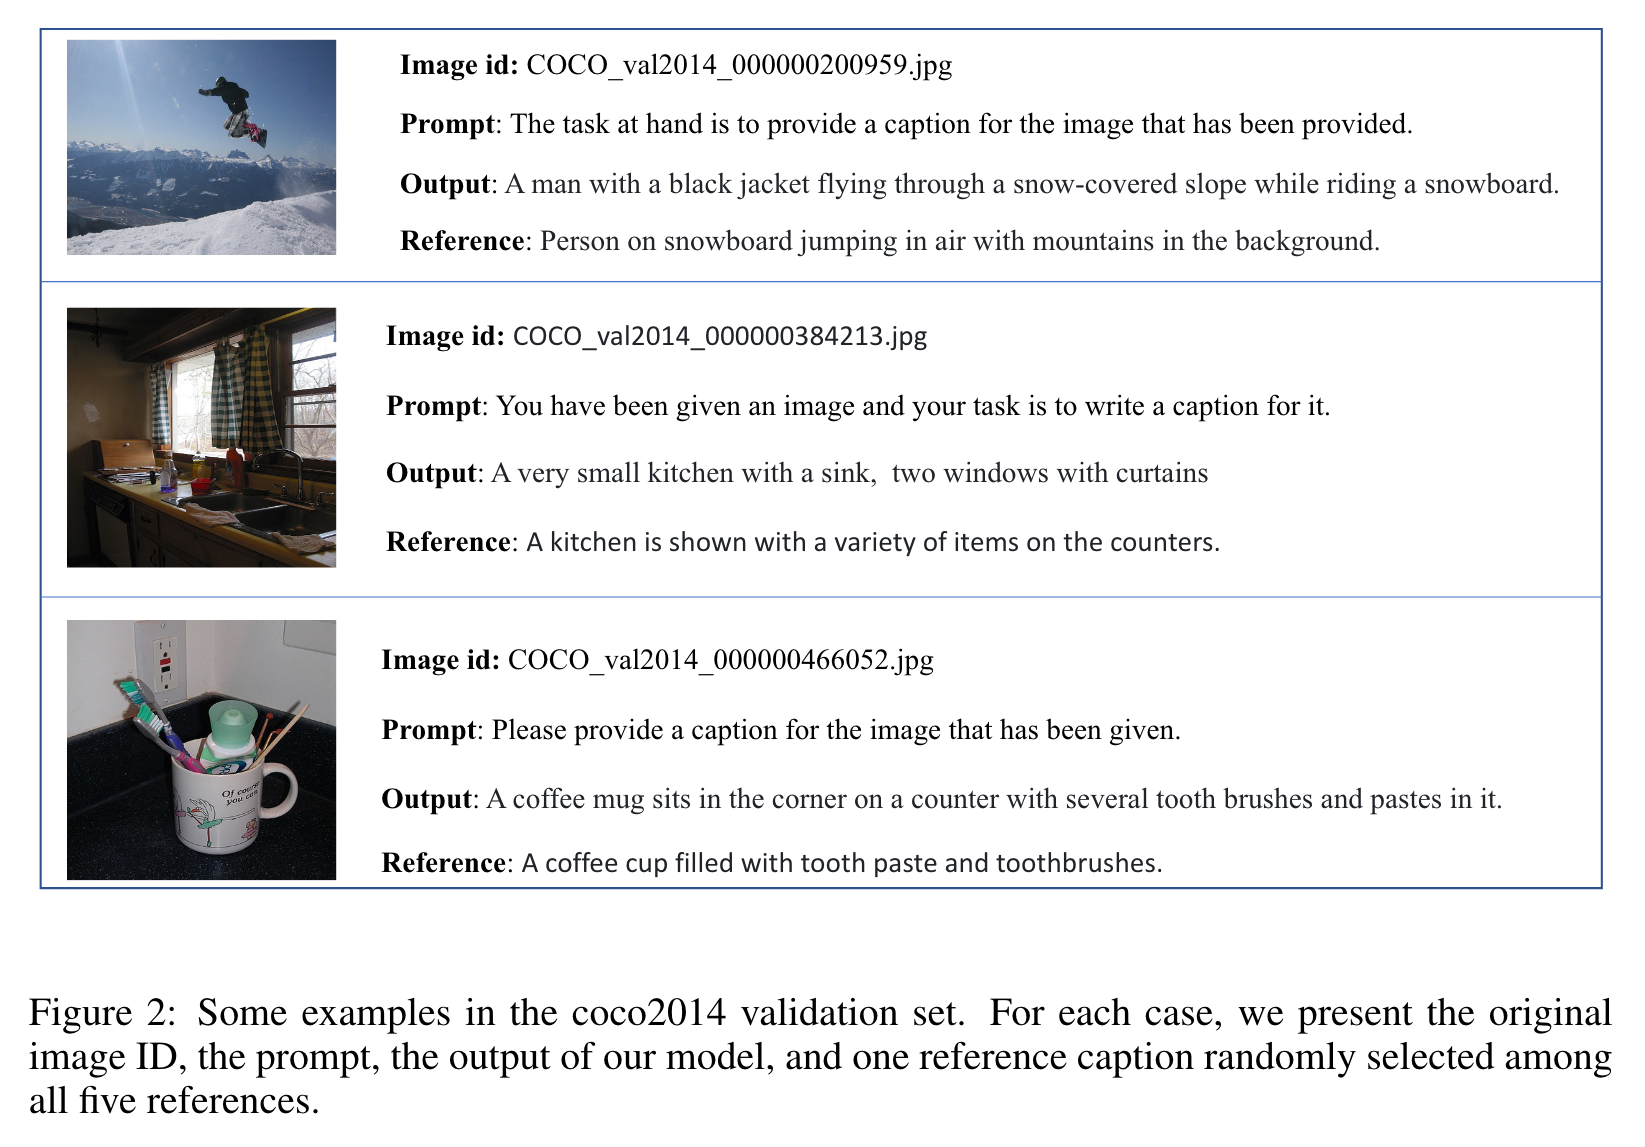 Image id: COCO_val2014_000000200959.jpg
Prompt: The task at hand is to provide a caption for the image that has been provided.
Output: A man with a black jacket flying through a snow-covered slope while riding a snowboard.
Reference: Person on snowboard jumping in air with mountains in the background.
Image id: COCO_val2014_000000384213.jpg
Prompt: You have been given an image and your task is to write a caption for it.
Output: A very small kitchen with a sink,  two windows with curtains
Reference: A kitchen is shown with a variety of items on the counters.
Of course
you can
Image id: COCO_val2014_000000466052.jpg
Prompt: Please provide a caption for the image that has been given.
Output: A coffee mug sits in the corner on a counter with several tooth brushes and pastes in it.
Reference: A coffee cup filled with tooth paste and toothbrushes.
Figure 2: Some examples in the coco2014 validation set. For each case, we present the original
image ID, the prompt, the output of our model, and one reference caption randomly selected among
all five references.